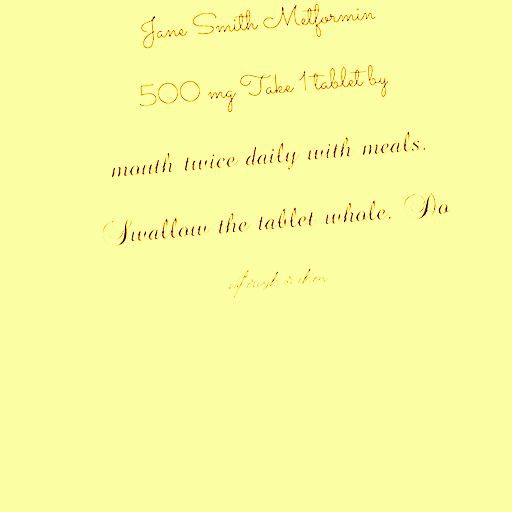 Jane Smith Metformin
500 mg Take 1 tablet by
mouth twice daily with meals.
Swallow the tablet whole. Do